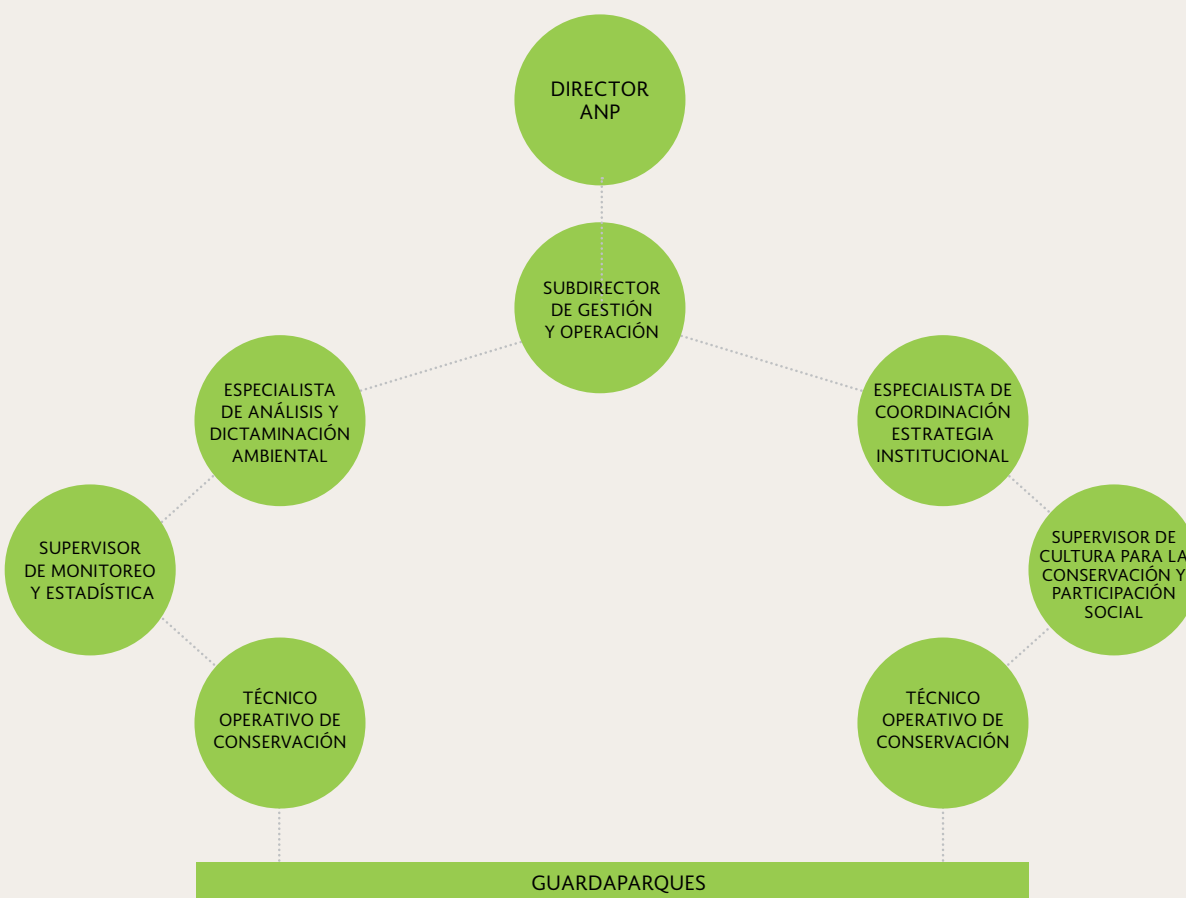 DIRECTOR
ANP
SUBDIRECTOR
DE GESTIÓN
Y OPERACIÓN
ESPECIALISTA
DE ANÁLISIS Y
DICTAMINACIÓN
AMBIENTAL
ESPECIALISTA DE
COORDINACIÓN
ESTRATEGIA
INSTITUCIONAL
SUPERVISOR
DE MONITOREO
Y ESTADÍSTICA
SUPERVISOR DE
CULTURA PARA LA
CONSERVACIÓN Y
PARTICIPACIÓN
SOCIAL
TÉCNICO
OPERATIVO DE
CONSERVACIÓN
TÉCNICO
OPERATIVO DE
CONSERVACIÓN
GUARDAPARQUES